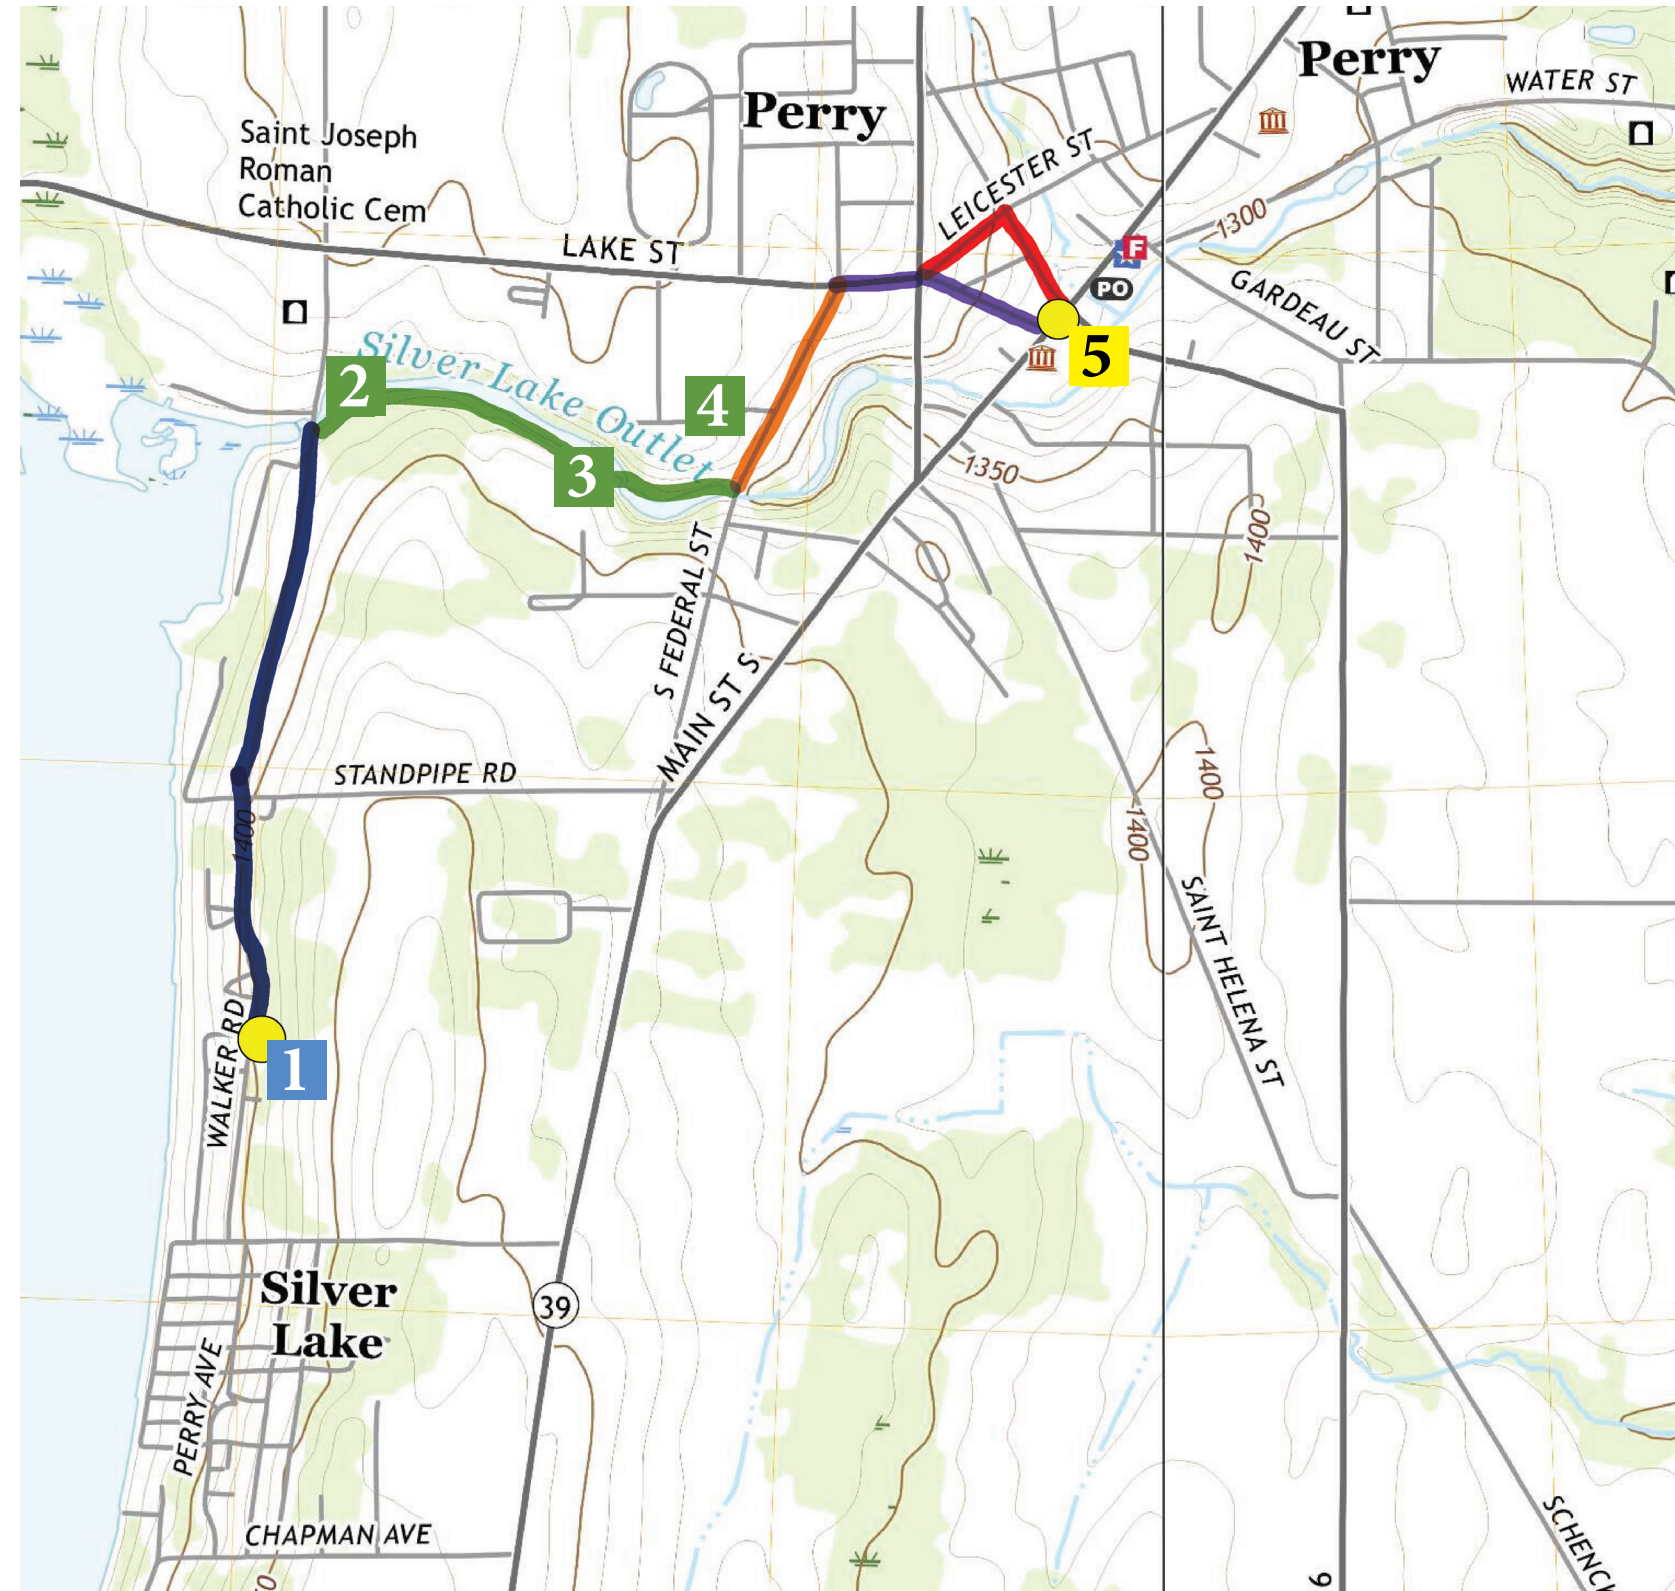 Perry
WATER ST
Perry
Saint Joseph
Roman
Catholic Cem
LEICESTER ST
1300
LAKE ST
F
PO
GARDEAU ST
Silver Lake Outlet
2
5
4
3
1350
1400
S FEDERAL ST
MAIN ST S
STANDPIPE RD
1400
1400
1400
SAINT HELENA ST
WALKER RD
1
Silver
Lake
39
PERRY AVE
CHAPMAN AVE
SCHENCK